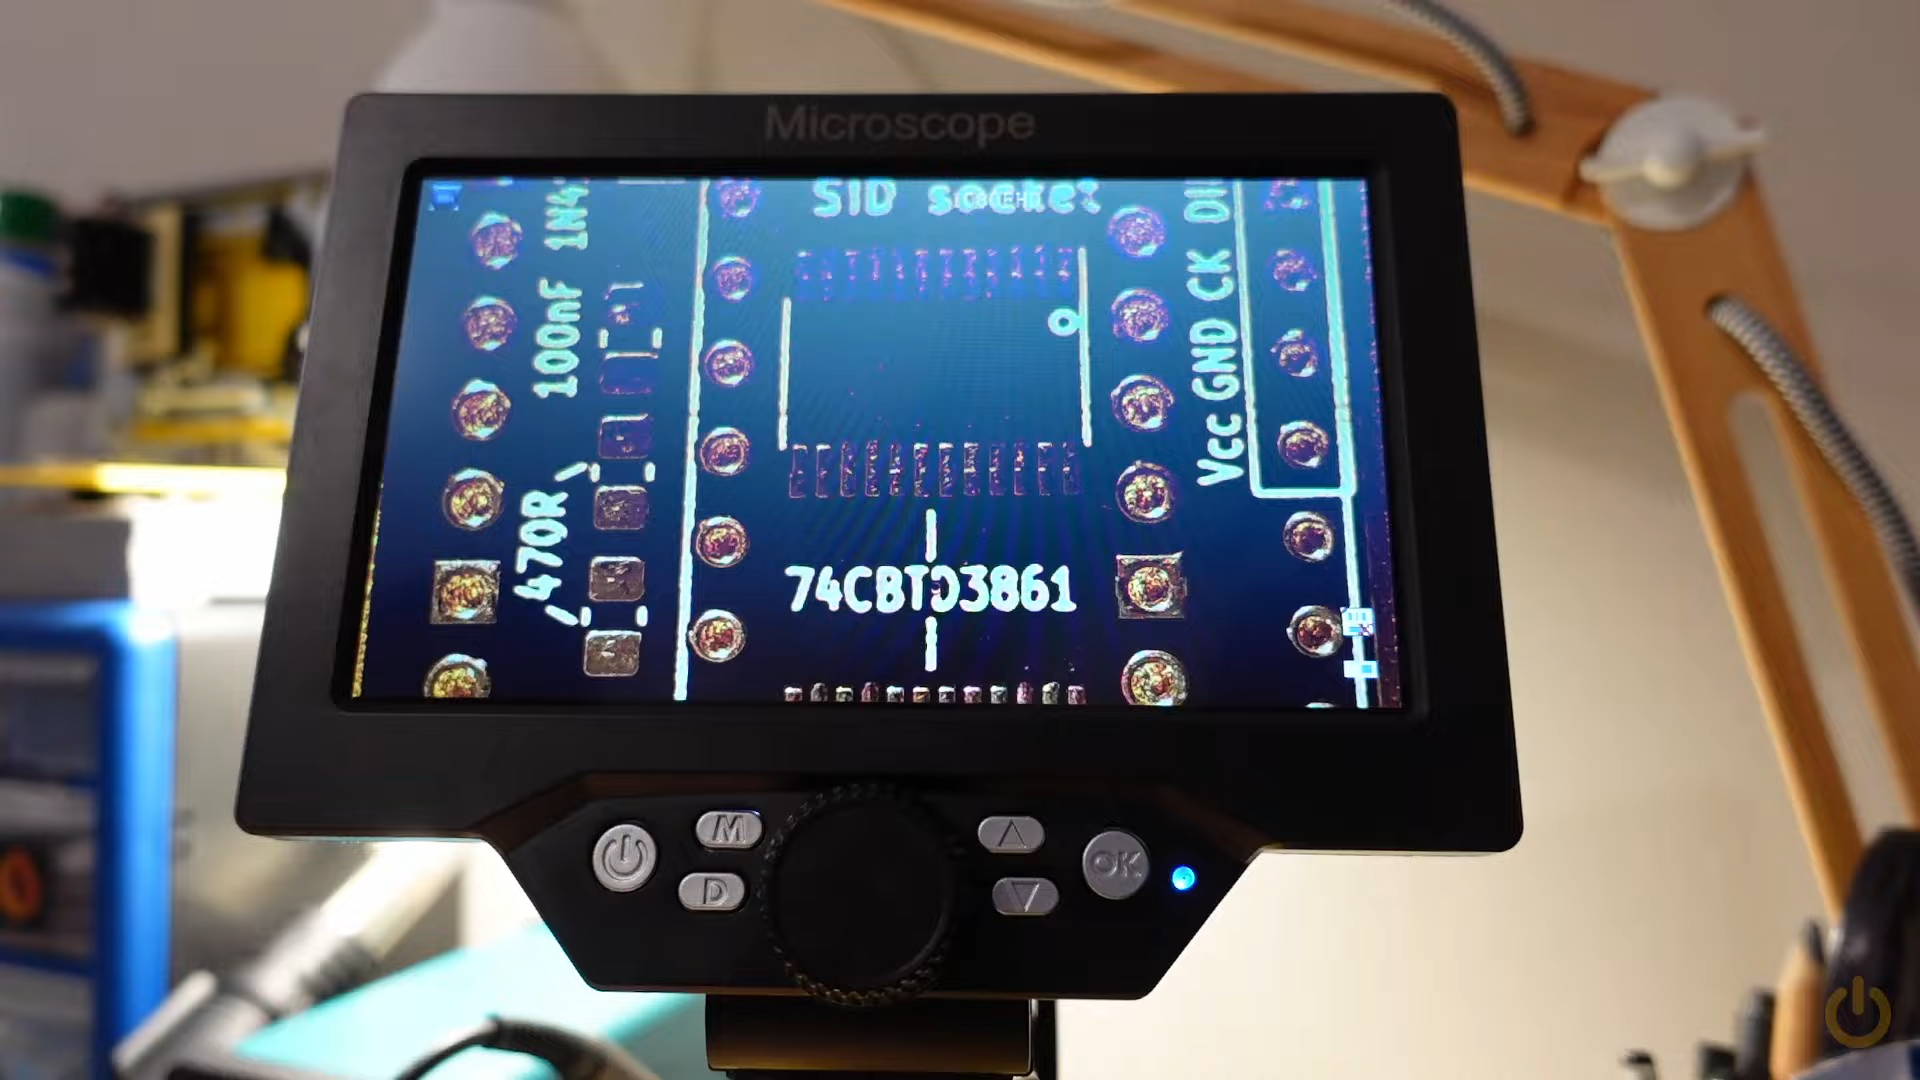 Microscope
SID socket
1N4
100nF
470R
Vcc GND CK DI
74CBTD3861
M
D
OK